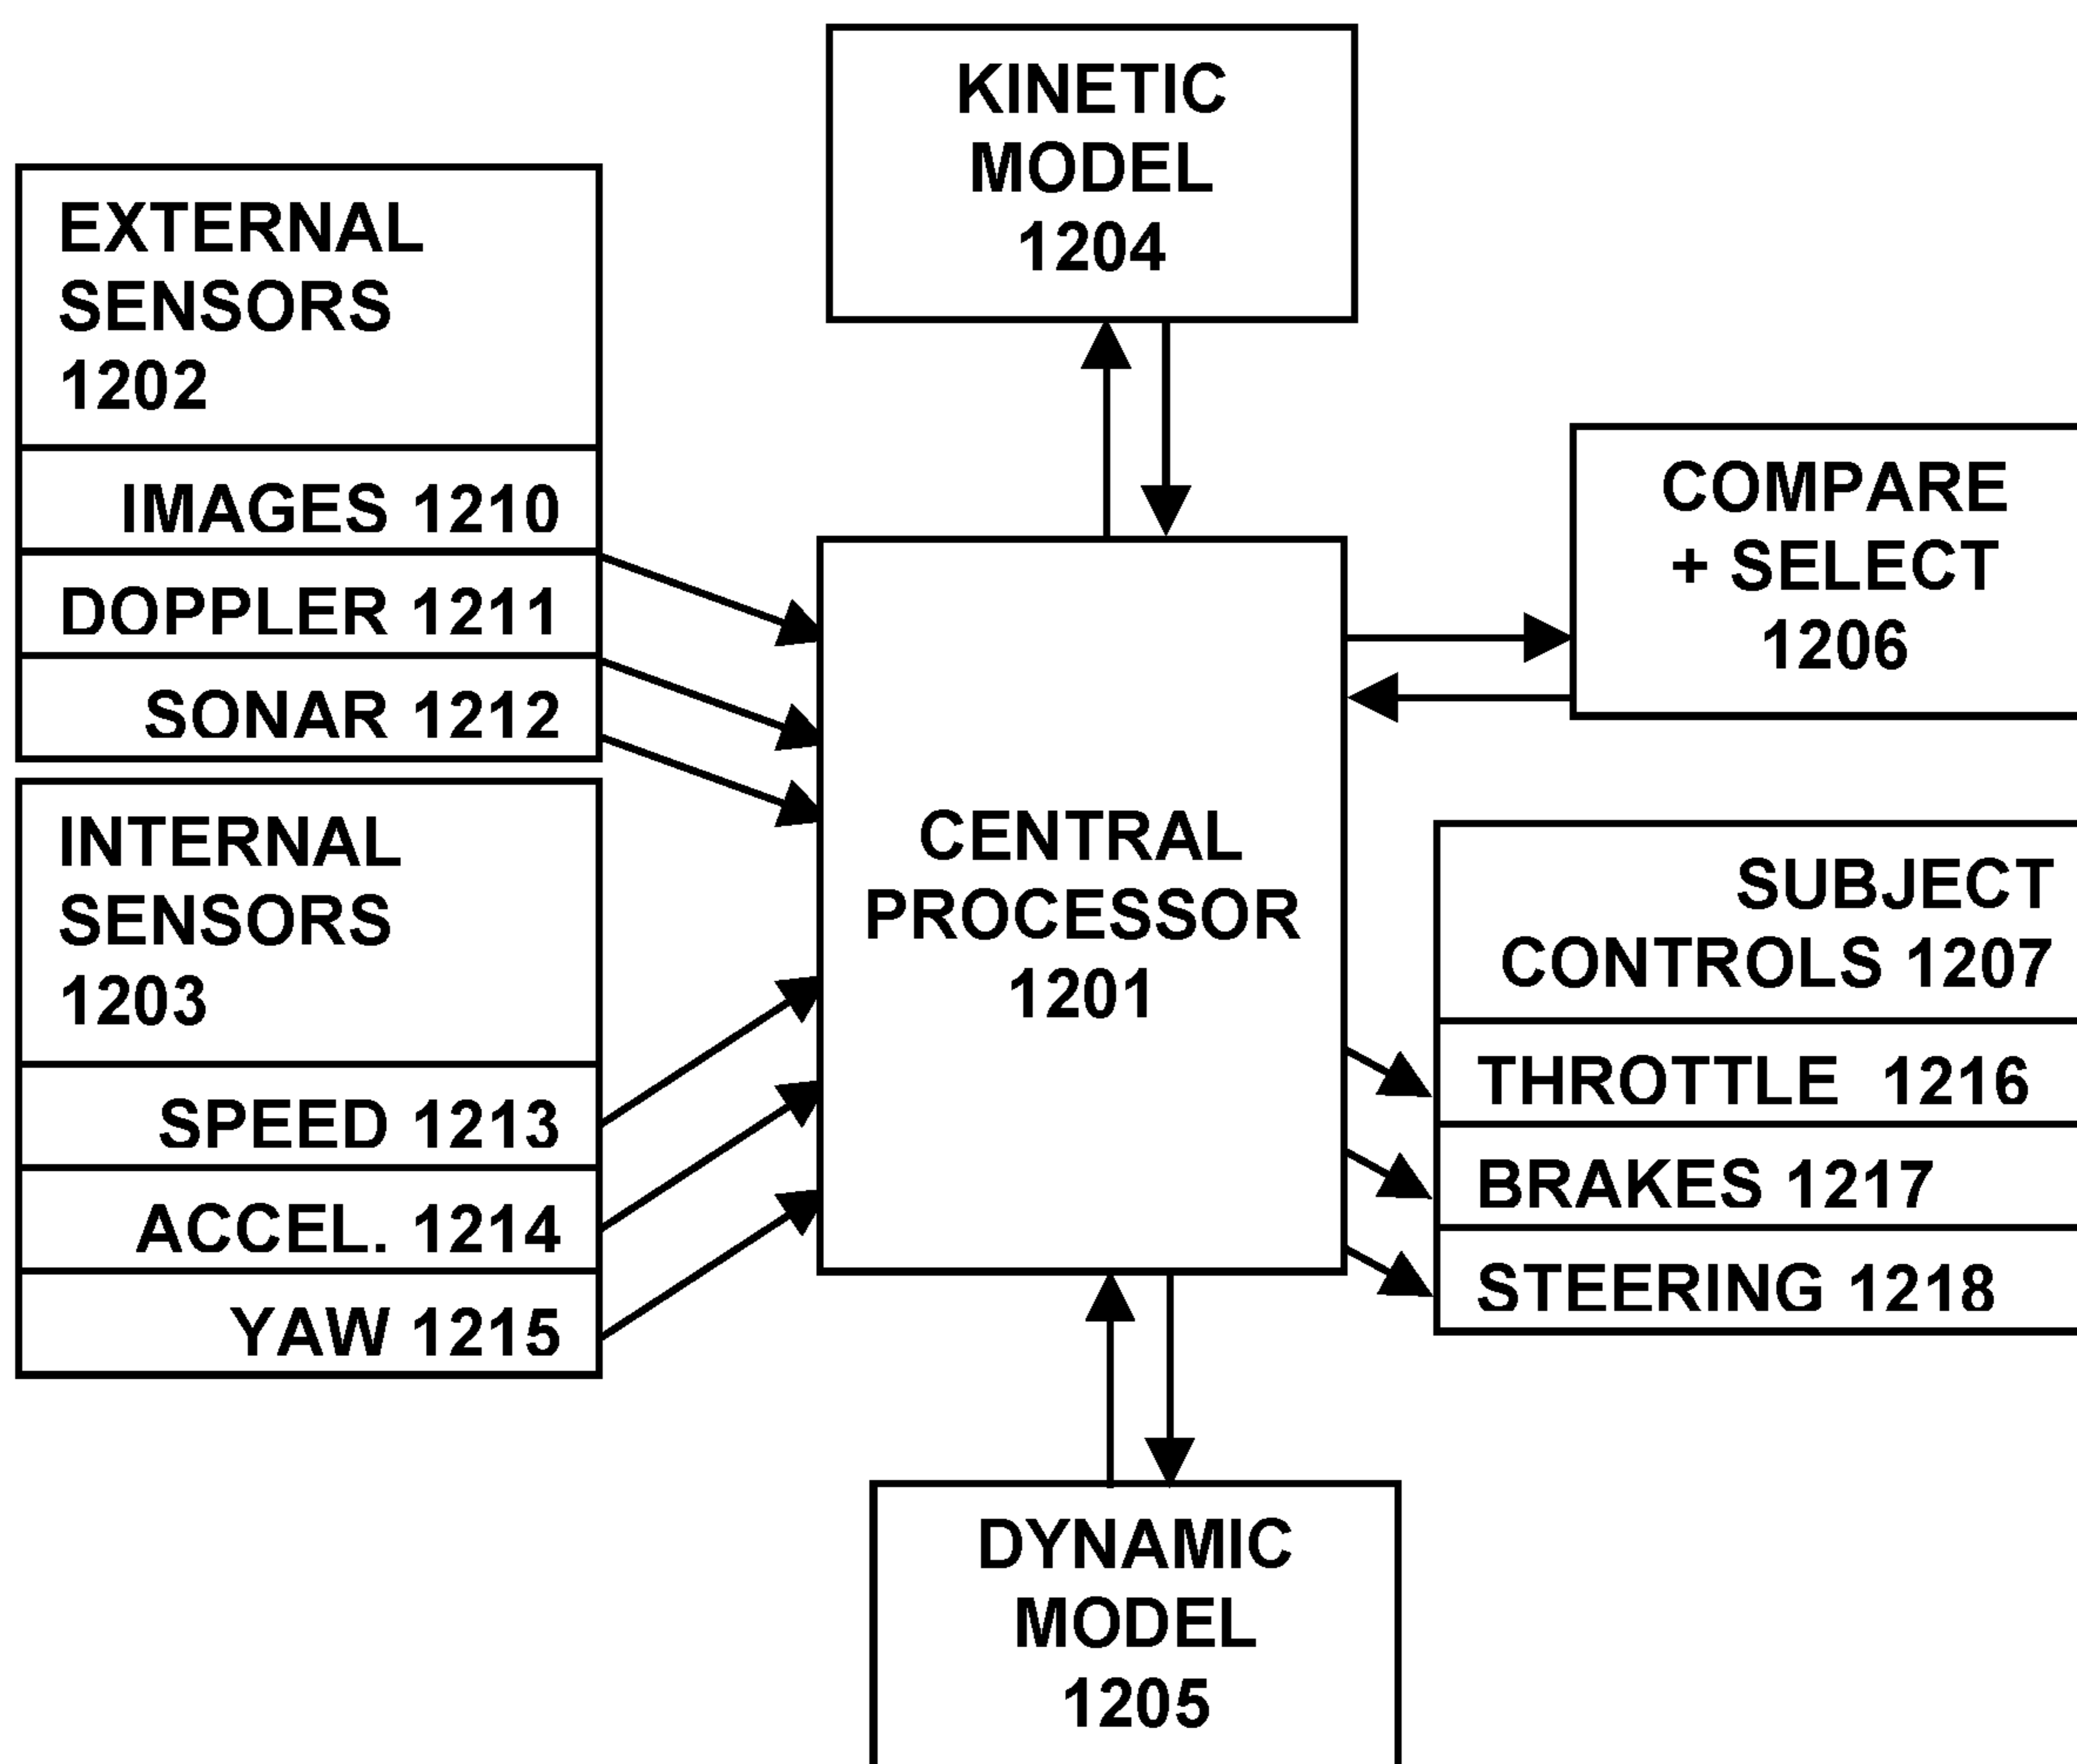 KINETIC
MODEL
1204
EXTERNAL
SENSORS
1202
IMAGES 1210
DOPPLER 1211
SONAR 1212
INTERNAL
SENSORS
1203
SPEED 1213
ACCEL. 1214
YAW 1215
CENTRAL
PROCESSOR
1201
COMPARE
+ SELECT
1206
SUBJECT
CONTROLS 1207
THROTTLE 1216
BRAKES 1217
STEERING 1218
DYNAMIC
MODEL
1205